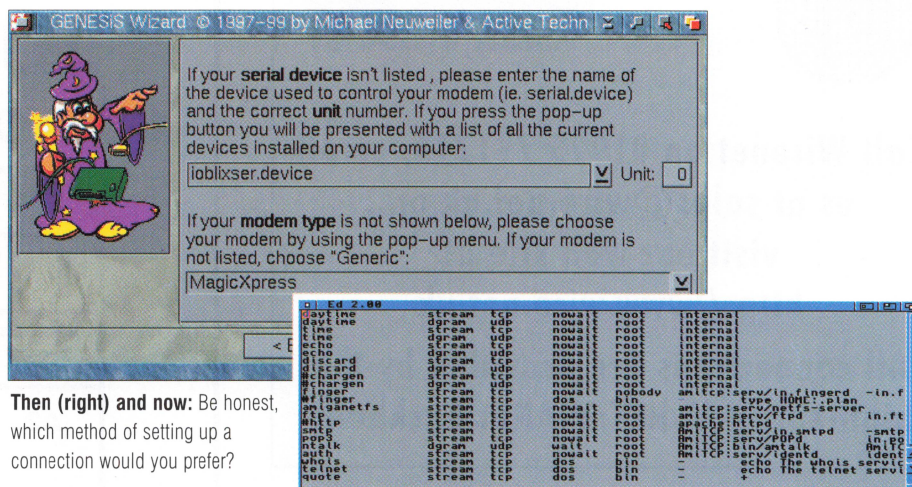 GENESiS Wizard © 1997-99 by Michael Neuweiler & Active Techn
If your serial device isn't listed , please enter the name of
the device used to control your modem (ie. serial.device)
and the correct unit number. If you press the pop-up
button you will be presented with a list of all the current
devices installed on your computer:
ioblixser.device Unit: 0
If your modem type is not shown below, please choose
your modem by using the pop-up menu. If your modem is
not listed, choose "Generic":
MagicXpress
<
Then (right) and now: Be honest,
which method of setting up a
connection would you prefer?
Ed 2.00
daytime stream tcp nowait root internal
daytime dgram udp nowait root internal
time stream tcp nowait root internal
time dgram udp nowait root internal
echo stream tcp nowait root internal
echo dgram udp nowait root internal
discard stream tcp nowait root internal
discard dgram udp nowait root internal
#chargen stream tcp nowait root internal
#chargen dgram udp nowait root internal
finger stream tcp nowait nobody amitcp:serv/in.fingerd -in.f
#finger stream tcp dos bin - type HOME:.plan
amiganetfs stream tcp nowait root amitcp:serv/netfs-server
ftp stream tcp nowait root amitcp:serv/ftpd in.ft
#http stream tcp nowait root apache:httpd
smtp stream tcp nowait root AmiTCP:serv/in.smtpd -smtp
pop3 stream tcp nowait root AmiTCP:serv/POPd in.po
ntalk dgram udp wait root AmiTCP:bin/amtalk AmiTC
auth stream tcp nowait root AmiTCP:serv/identd ident
whois stream tcp dos bin - echo The whois servic
telnet stream tcp dos bin - echo The telnet servi
quote stream tcp dos bin - +